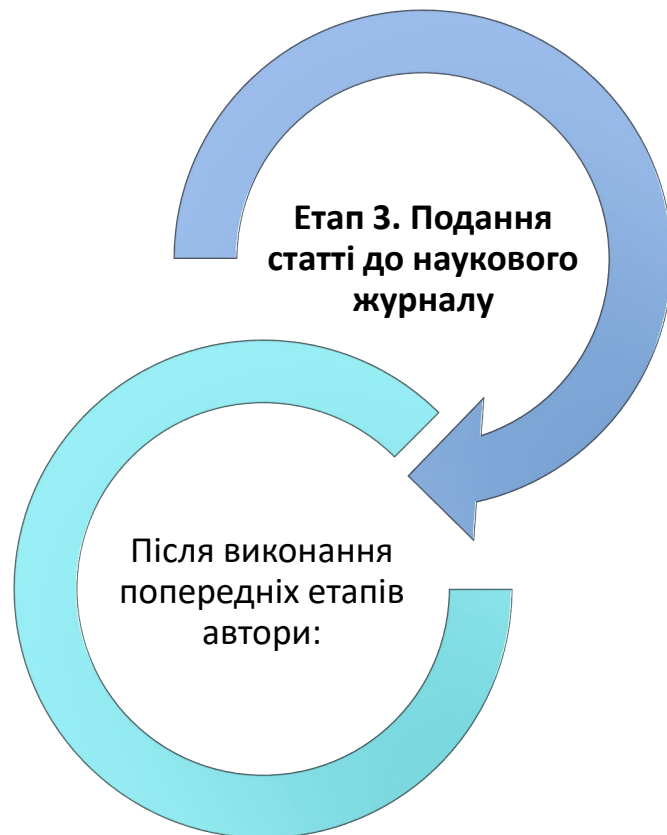 Етап 3. Подання
статті до наукового
журналу
Після виконання
попередніх етапів
автори: